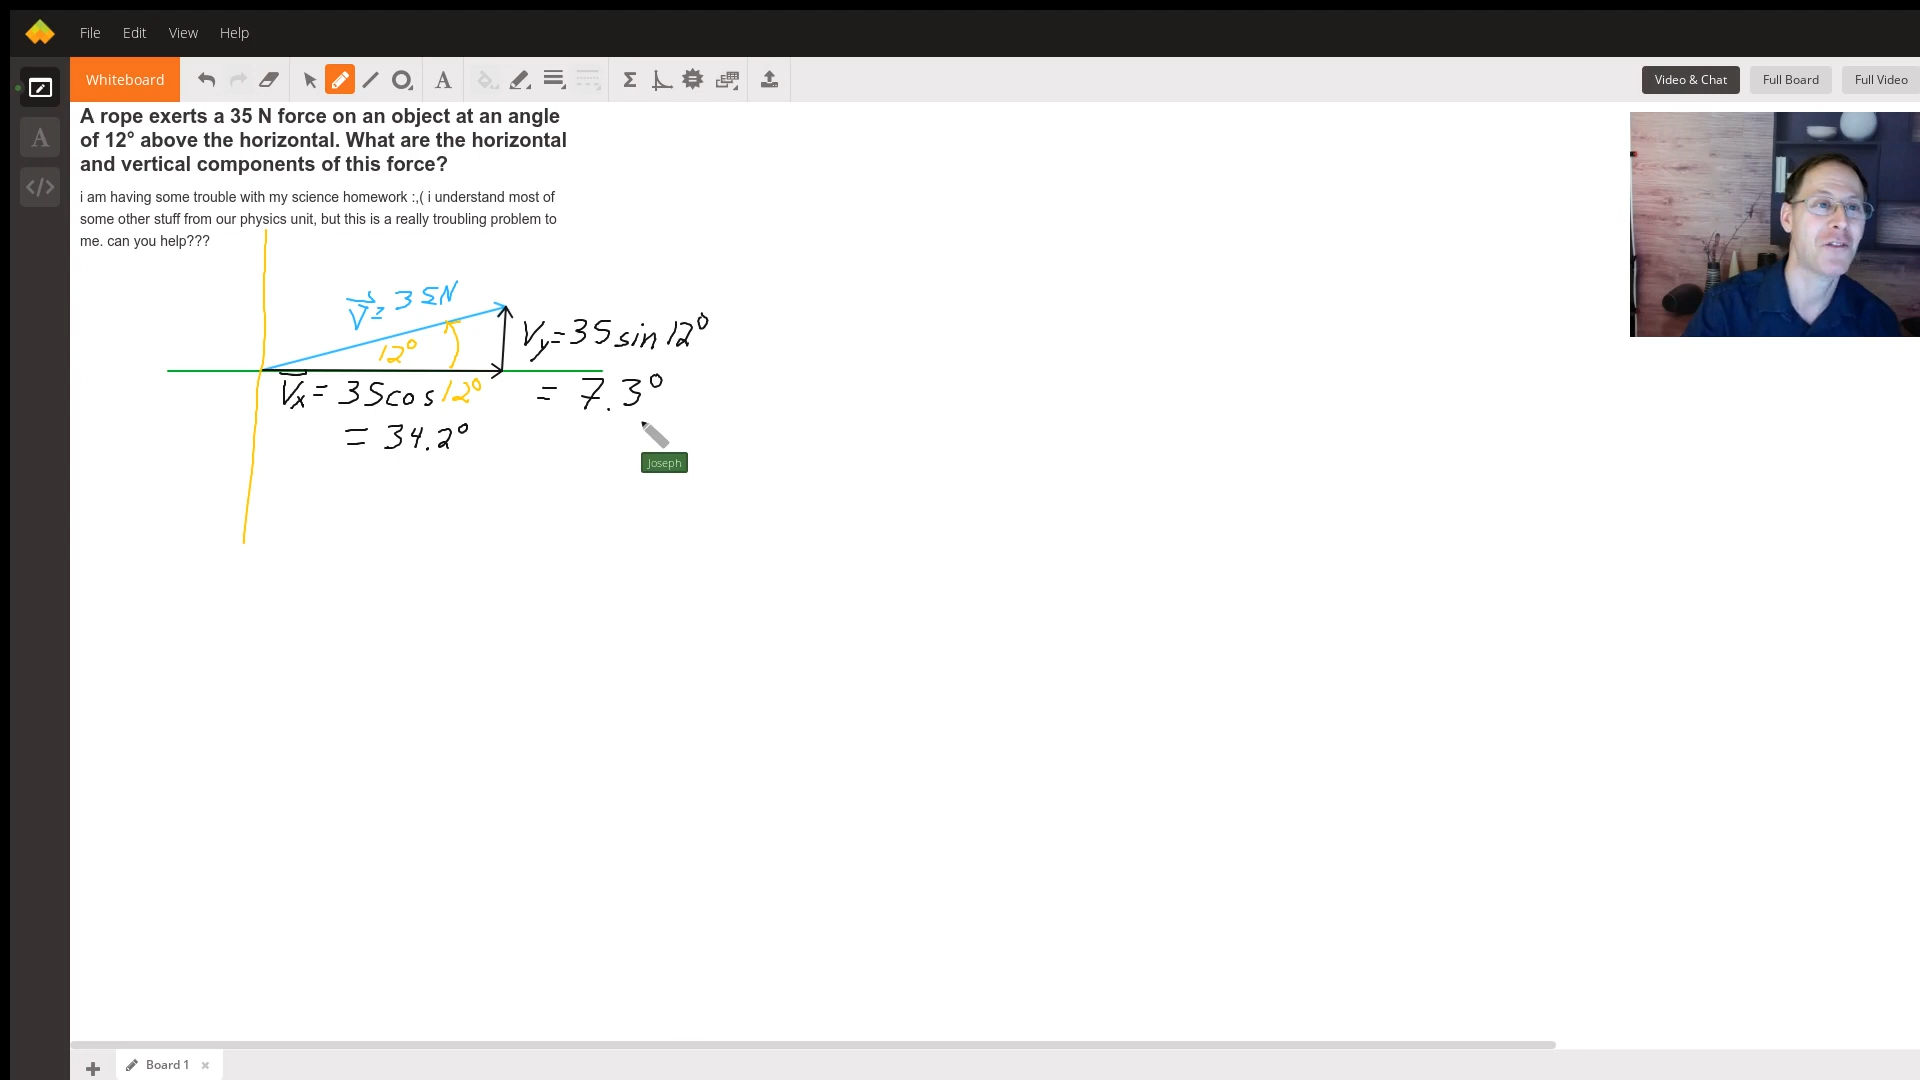 File Edit View Help
Whiteboard
Video & Chat Full Board Full Video
A rope exerts a 35 N force on an object at an angle
of 12° above the horizontal. What are the horizontal
and vertical components of this force?
i am having some trouble with my science homework :,( i understand most of
some other stuff from our physics unit, but this is a really troubling problem to
me. can you help???
V = 35N
12°
Vy = 35 sin 12°
= 7.3°
Vx = 35 cos 12°
= 34.2°
Joseph
Board 1